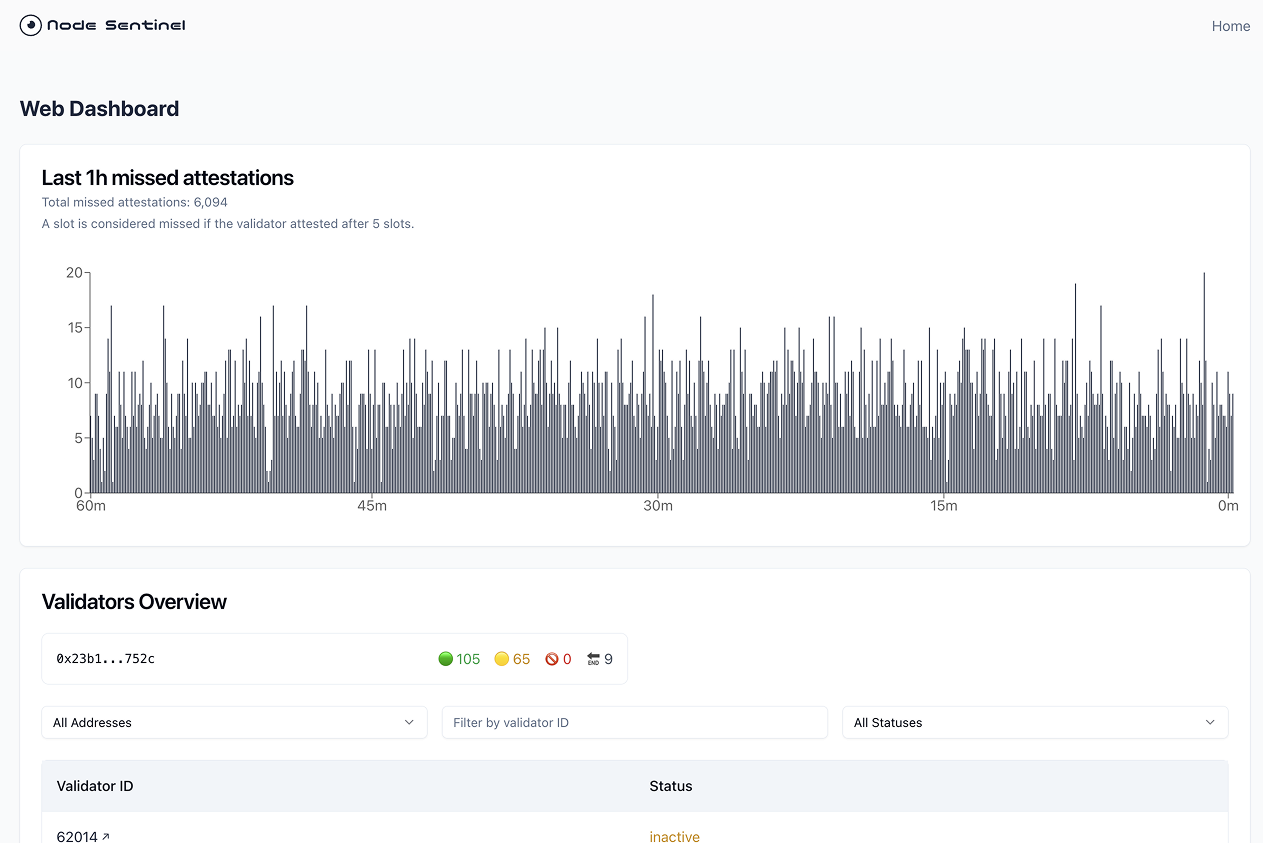 Node Sentinel
Home
Web Dashboard
Last 1h missed attestations
Total missed attestations: 6,094
A slot is considered missed if the validator attested after 5 slots.
20
15
10
5
0
60m 45m 30m 15m 0m
Validators Overview
0x23b1...752c 105 65 0 END 9
All Addresses Filter by validator ID All Statuses
Validator ID Status
62014 ↗ inactive